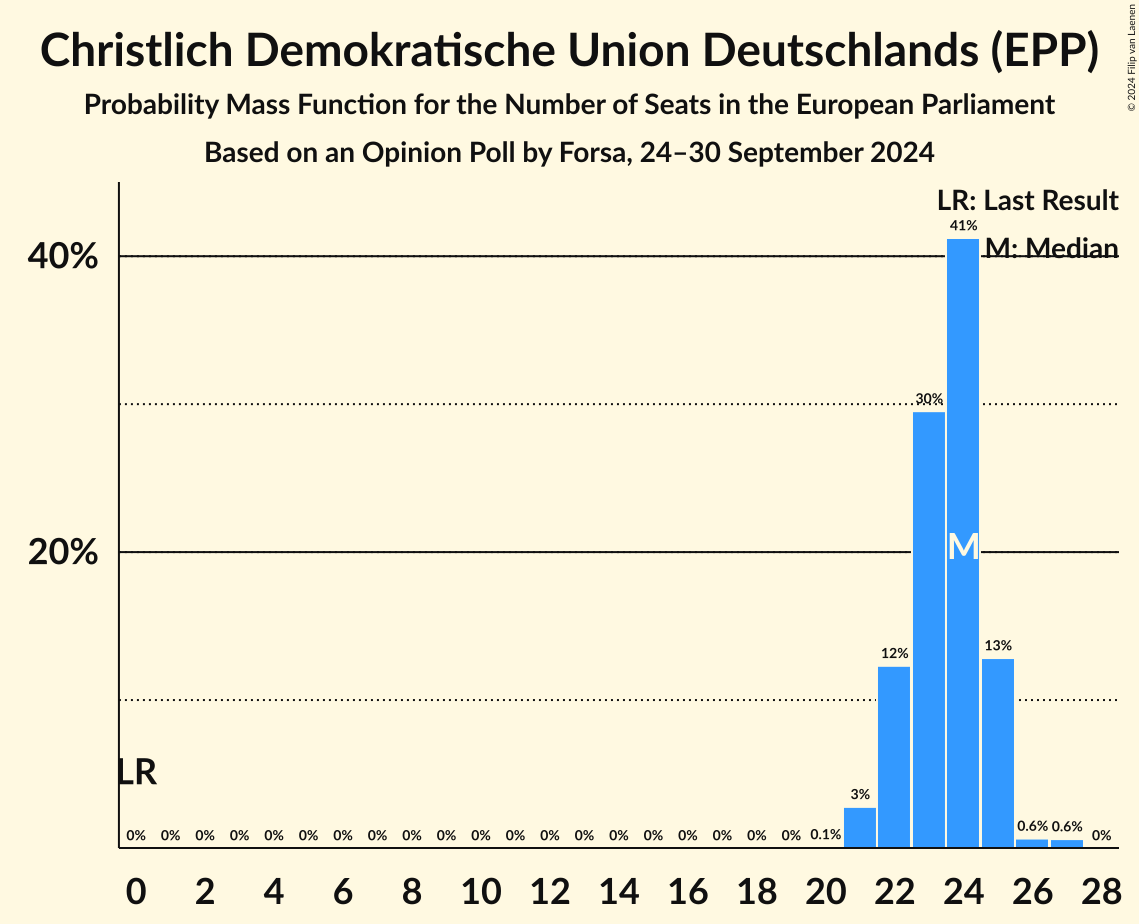 Christlich Demokratische Union Deutschlands (EPP)
Probability Mass Function for the Number of Seats in the European Parliament
Based on an Opinion Poll by Forsa, 24–30 September 2024
© 2024 Filip van Laenen
LR: Last Result
M: Median
40%
20%
41%
30%
M
12%
13%
3%
LR
0% 0% 0% 0% 0% 0% 0% 0% 0% 0% 0% 0% 0% 0% 0% 0% 0% 0% 0% 0% 0.1% 0.6% 0.6% 0%
0 2 4 6 8 10 12 14 16 18 20 22 24 26 28